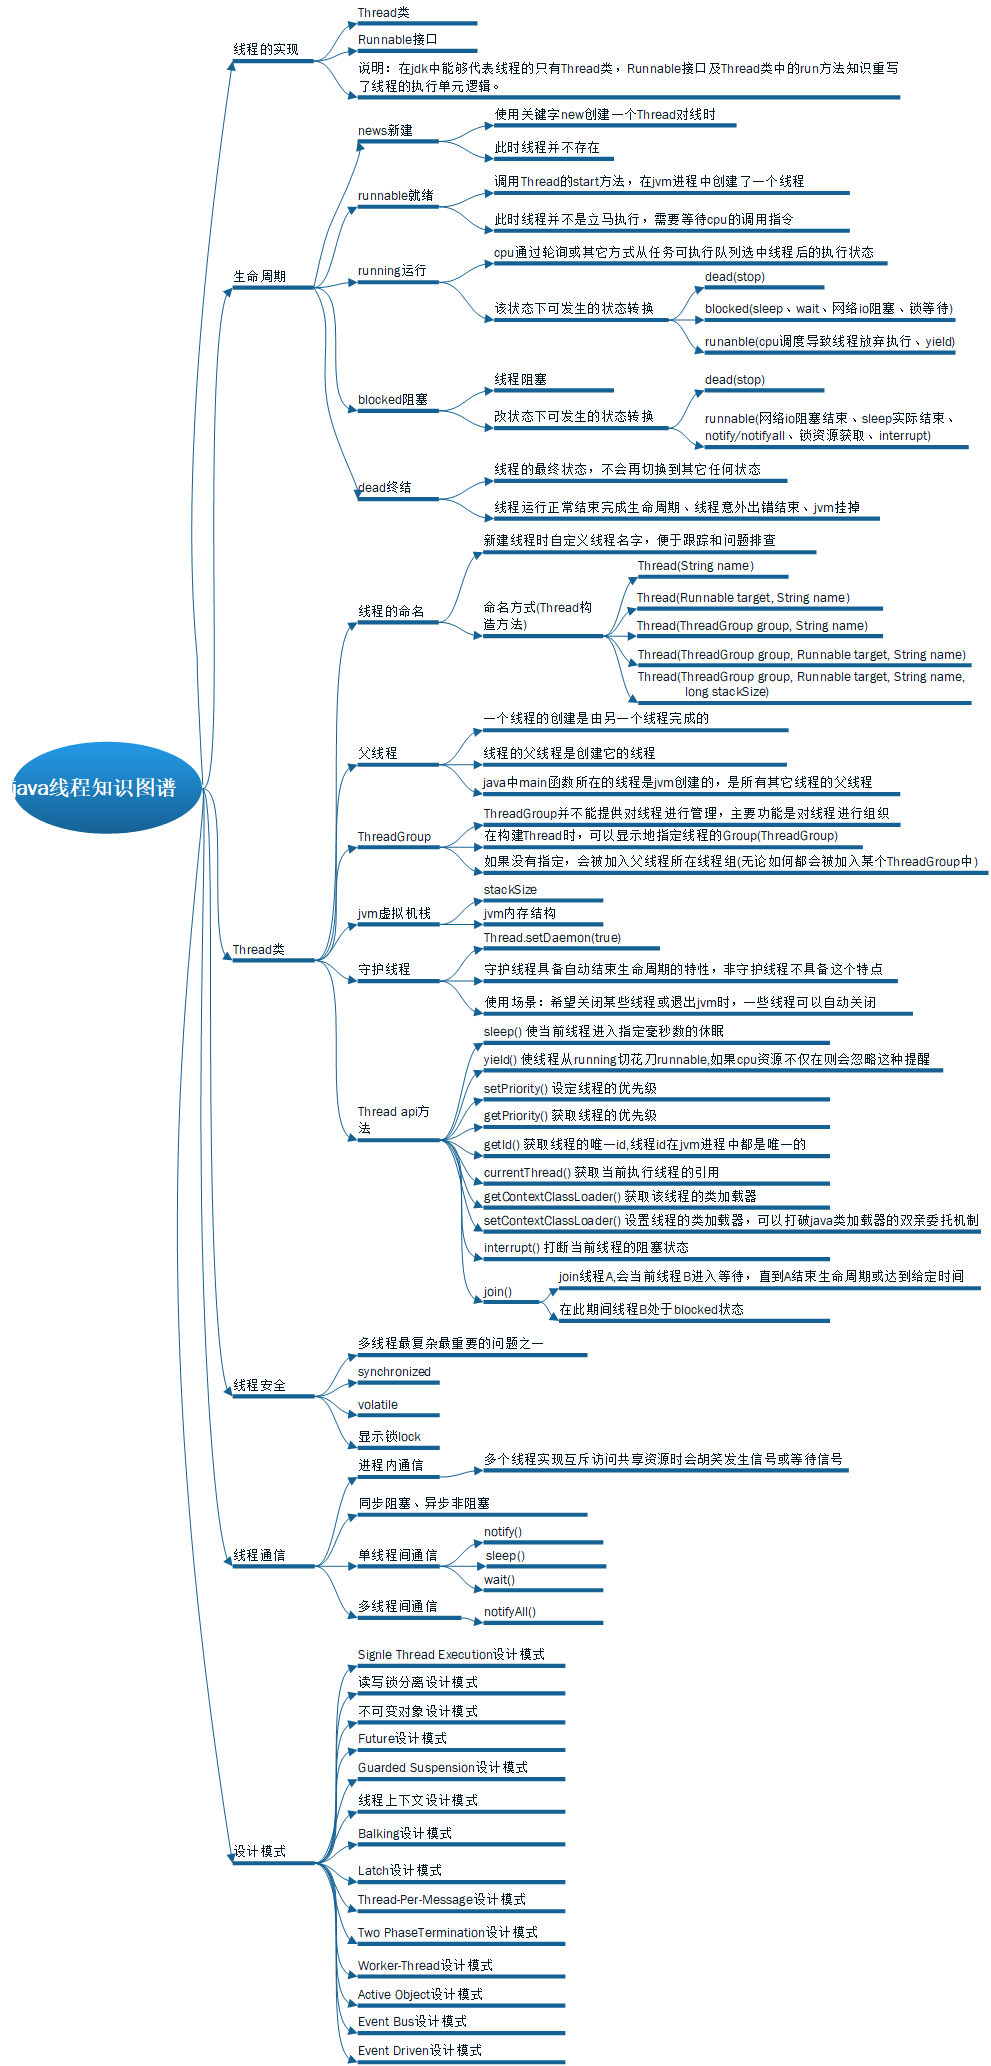 java线程知识图谱
线程的实现
Thread类
Runnable接口
说明：在jdk中能够代表线程的只有Thread类，Runnable接口及Thread类中的run方法知识重写
了线程的执行单元逻辑。
生命周期
news新建
使用关键字new创建一个Thread对线时
此时线程并不存在
runnable就绪
调用Thread的start方法，在jvm进程中创建了一个线程
此时线程并不是立马执行，需要等待cpu的调用指令
running运行
cpu通过轮询或其它方式从任务可执行队列选中线程后的执行状态
该状态下可发生的状态转换
dead(stop)
blocked(sleep、wait、网络io阻塞、锁等待)
runanble(cpu调度导致线程放弃执行、yield)
blocked阻塞
线程阻塞
改状态下可发生的状态转换
dead(stop)
runnable(网络io阻塞结束、sleep实际结束、
notify/notifyall、锁资源获取、interrupt)
dead终结
线程的最终状态，不会再切换到其它任何状态
线程运行正常结束完成生命周期、线程意外出错结束、jvm挂掉
Thread类
线程的命名
新建线程时自定义线程名字，便于跟踪和问题排查
命名方式(Thread构
造方法)
Thread(String name)
Thread(Runnable target, String name)
Thread(ThreadGroup group, String name)
Thread(ThreadGroup group, Runnable target, String name)
Thread(ThreadGroup group, Runnable target, String name,
long stackSize)
父线程
一个线程的创建是由另一个线程完成的
线程的父线程是创建它的线程
java中main函数所在的线程是jvm创建的，是所有其它线程的父线程
ThreadGroup
ThreadGroup并不能提供对线程进行管理，主要功能是对线程进行组织
在构建Thread时，可以显示地指定线程的Group(ThreadGroup)
如果没有指定，会被加入父线程所在线程组(无论如何都会被加入某个ThreadGroup中)
jvm虚拟机栈
stackSize
jvm内存结构
守护线程
Thread.setDaemon(true)
守护线程具备自动结束生命周期的特性，非守护线程不具备这个特点
使用场景：希望关闭某些线程或退出jvm时，一些线程可以自动关闭
Thread api方
法
sleep() 使当前线程进入指定毫秒数的休眠
yield() 使线程从running切花刀runnable,如果cpu资源不仅在则会忽略这种提醒
setPriority() 设定线程的优先级
getPriority() 获取线程的优先级
getId() 获取线程的唯一id,线程id在jvm进程中都是唯一的
currentThread() 获取当前执行线程的引用
getContextClassLoader() 获取该线程的类加载器
setContextClassLoader() 设置线程的类加载器，可以打破java类加载器的双亲委托机制
interrupt() 打断当前线程的阻塞状态
join()
join线程A,会当前线程B进入等待，直到A结束生命周期或达到给定时间
在此期间线程B处于blocked状态
线程安全
多线程最复杂最重要的问题之一
synchronized
volatile
显示锁lock
线程通信
进程内通信
多个线程实现互斥访问共享资源时会胡笑发生信号或等待信号
同步阻塞、异步非阻塞
单线程间通信
notify()
sleep()
wait()
多线程间通信
notifyAll()
设计模式
Signle Thread Execution设计模式
读写锁分离设计模式
不可变对象设计模式
Future设计模式
Guarded Suspension设计模式
线程上下文设计模式
Balking设计模式
Latch设计模式
Thread-Per-Message设计模式
Two PhaseTermination设计模式
Worker-Thread设计模式
Active Object设计模式
Event Bus设计模式
Event Driven设计模式